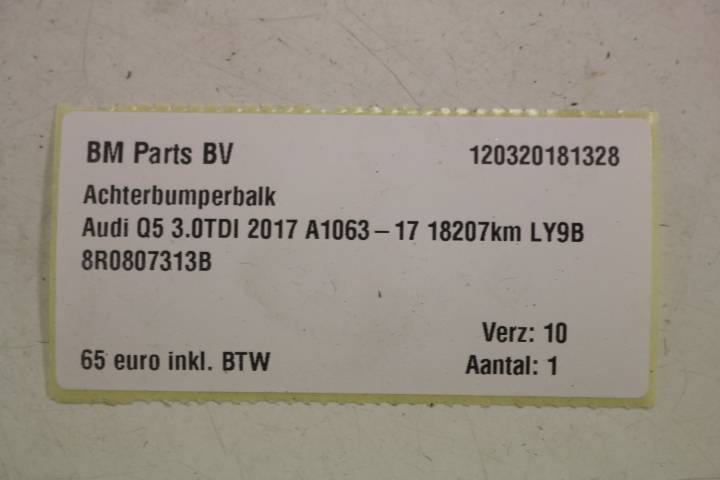 BM Parts BV 120320181328
Achterbumperbalk
Audi Q5 3.0TDI 2017 A1063-17 18207km LY9B
8R0807313B
Verz: 10
65 euro inkl. BTW Aantal: 1